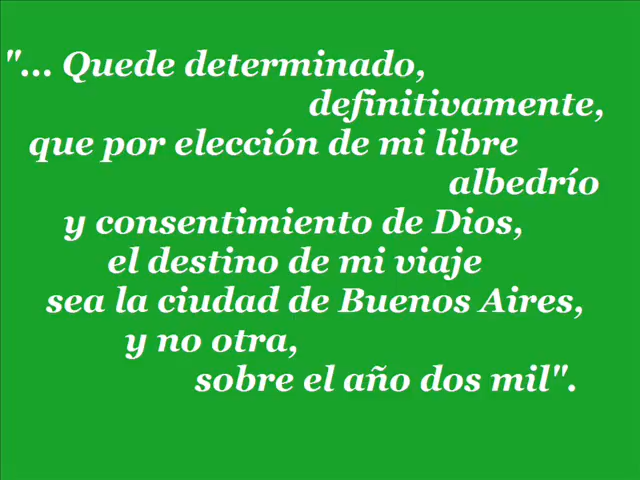 "... Quede determinado,
definitivamente,
que por elección de mi libre
albedrío
y consentimiento de Dios,
el destino de mi viaje
sea la ciudad de Buenos Aires,
y no otra,
sobre el año dos mil".